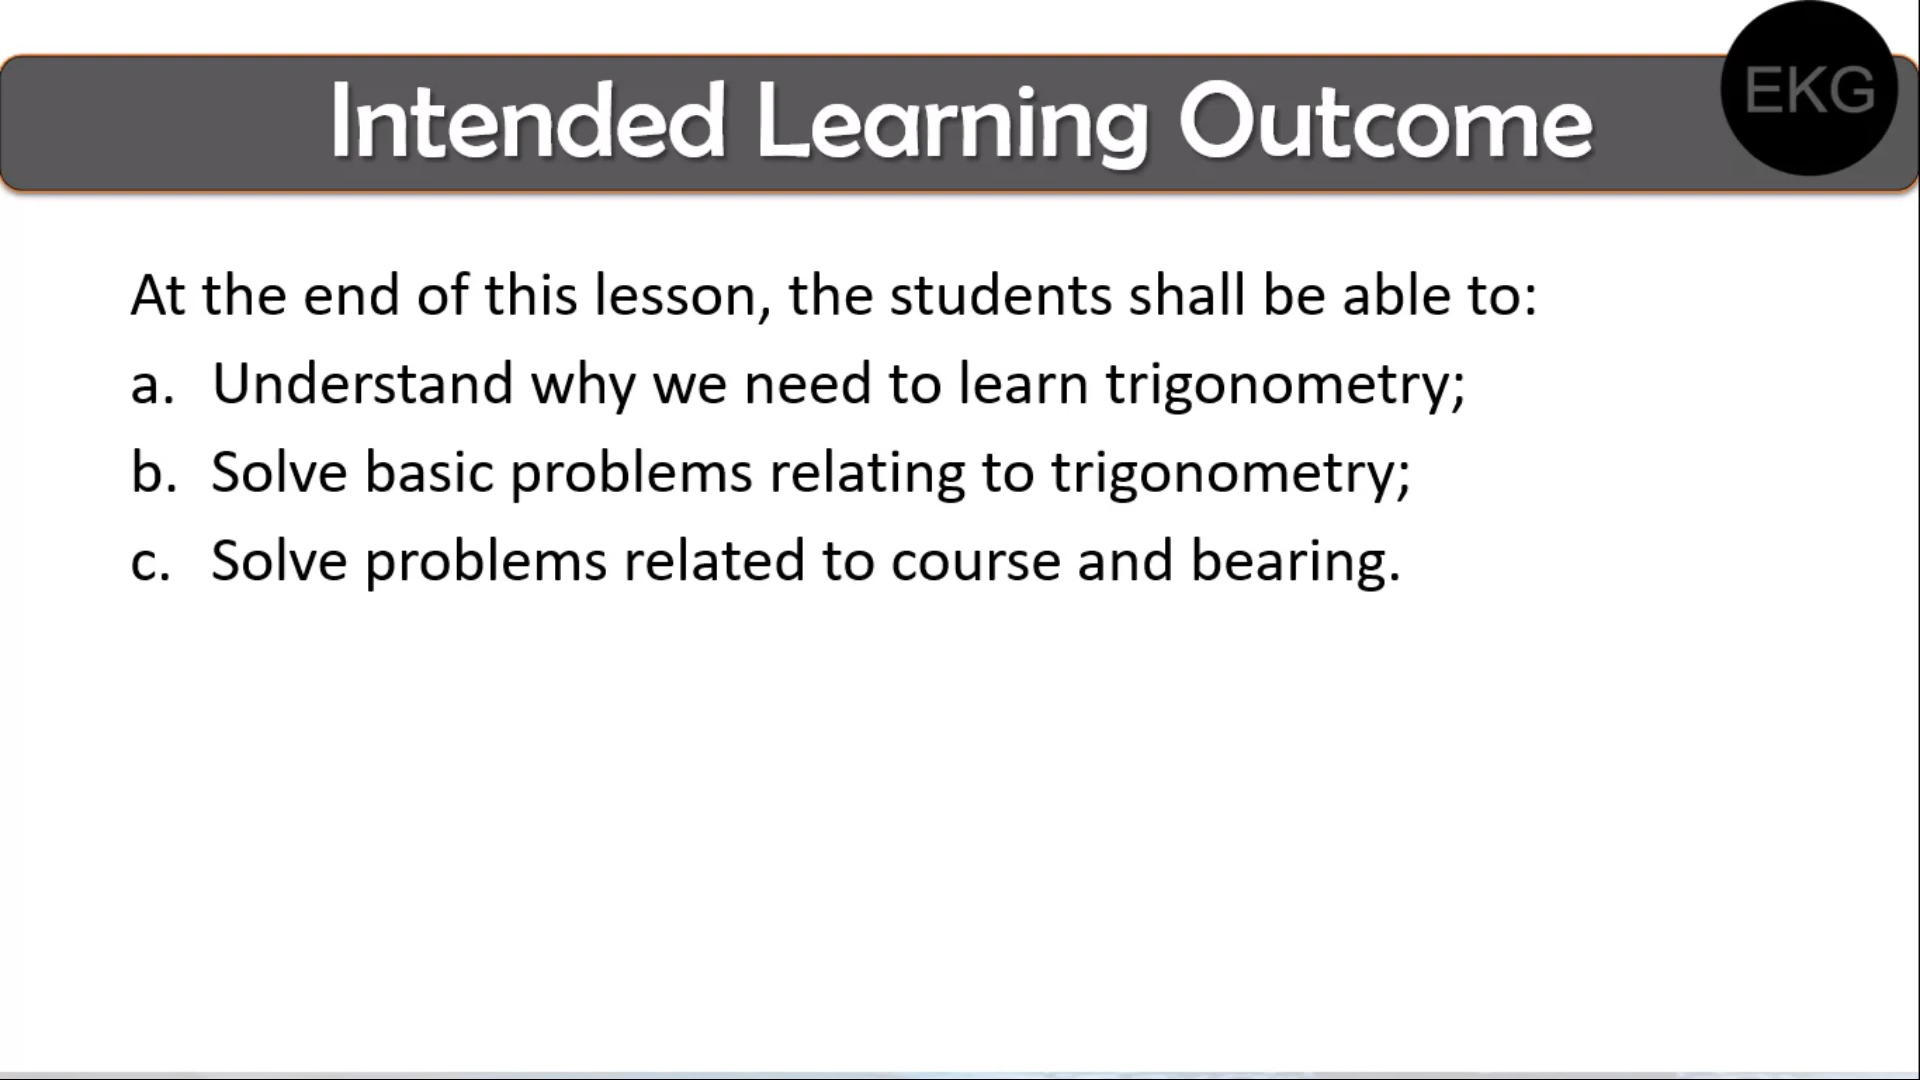 Intended Learning Outcome
EKG
At the end of this lesson, the students shall be able to:
a. Understand why we need to learn trigonometry;
b. Solve basic problems relating to trigonometry;
c. Solve problems related to course and bearing.